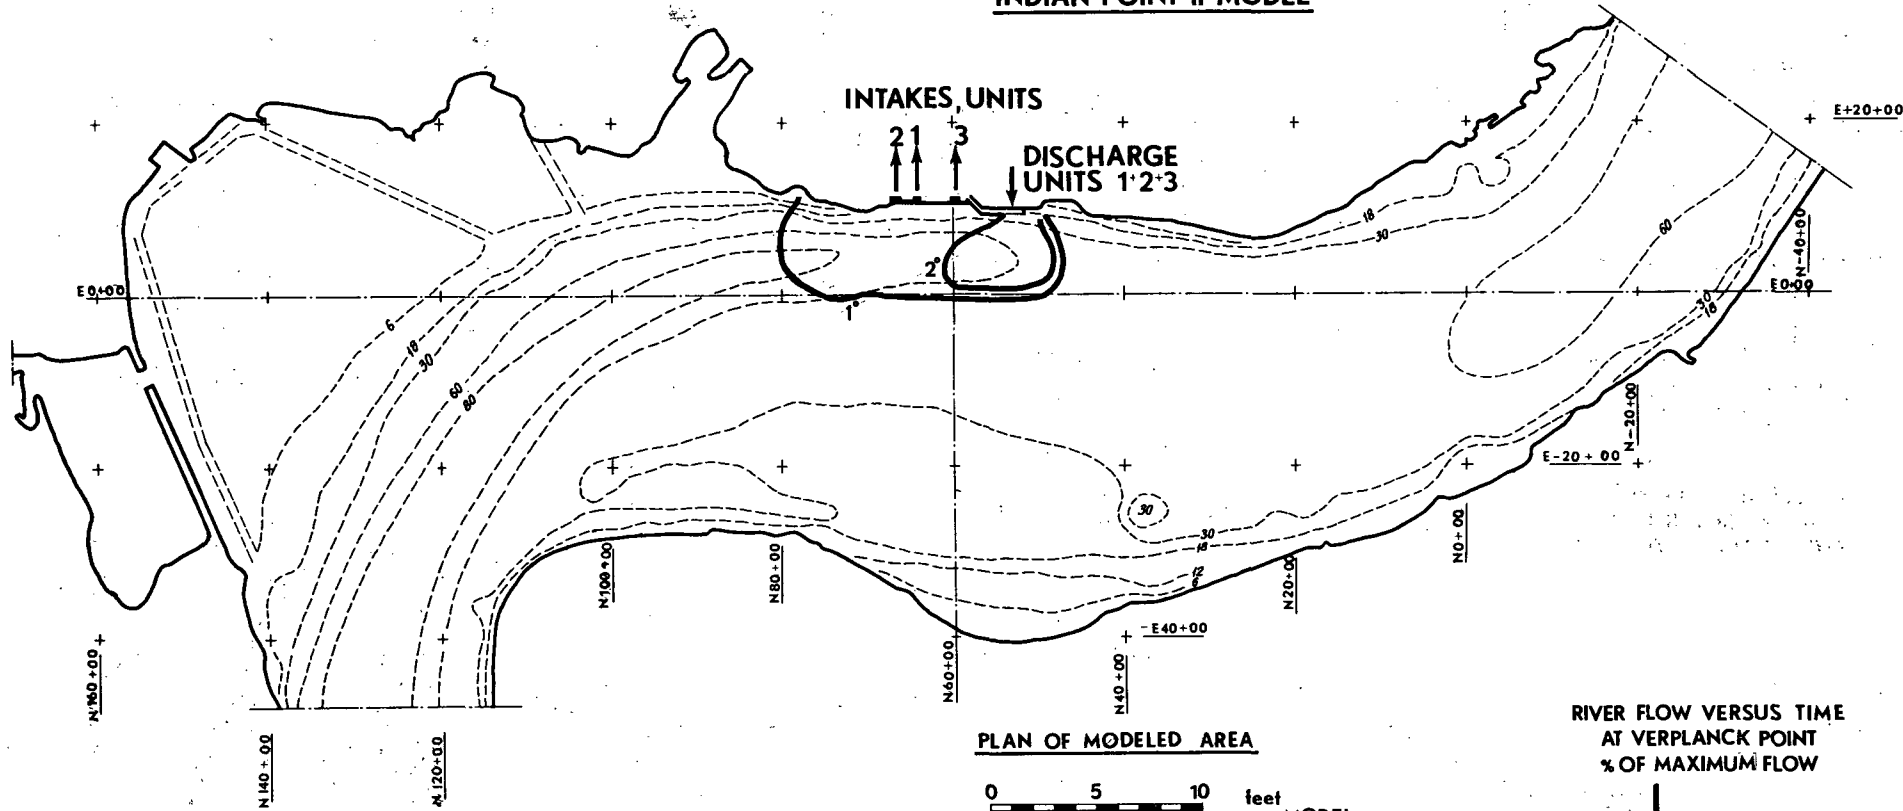 INDIAN POINT II MODEL
INTAKES, UNITS
2 1 3
DISCHARGE
UNITS 1+2+3
E+20+00
18
30
60
N-40+00
2°
E0+00
E0+00
1°
6
18
30
60
80
30
18
N-20+00
E-20+00
30
30
18
12
6
N0+00
N100+00
N80+00
N20+00
E40+00
N160+00
N60+00
N40+00
N140+00
N120+00
PLAN OF MODELED AREA
0 5 10 feet
MODEL
RIVER FLOW VERSUS TIME
AT VERPLANCK POINT
% OF MAXIMUM FLOW